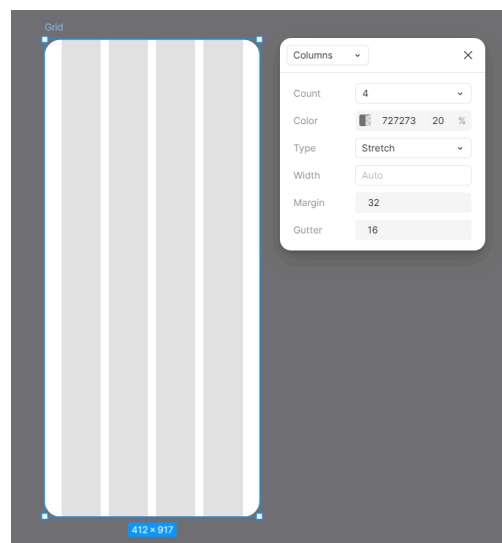 Grid
Columns
Count 4
Color 727273 20 %
Type Stretch
Width Auto
Margin 32
Gutter 16
412 × 917